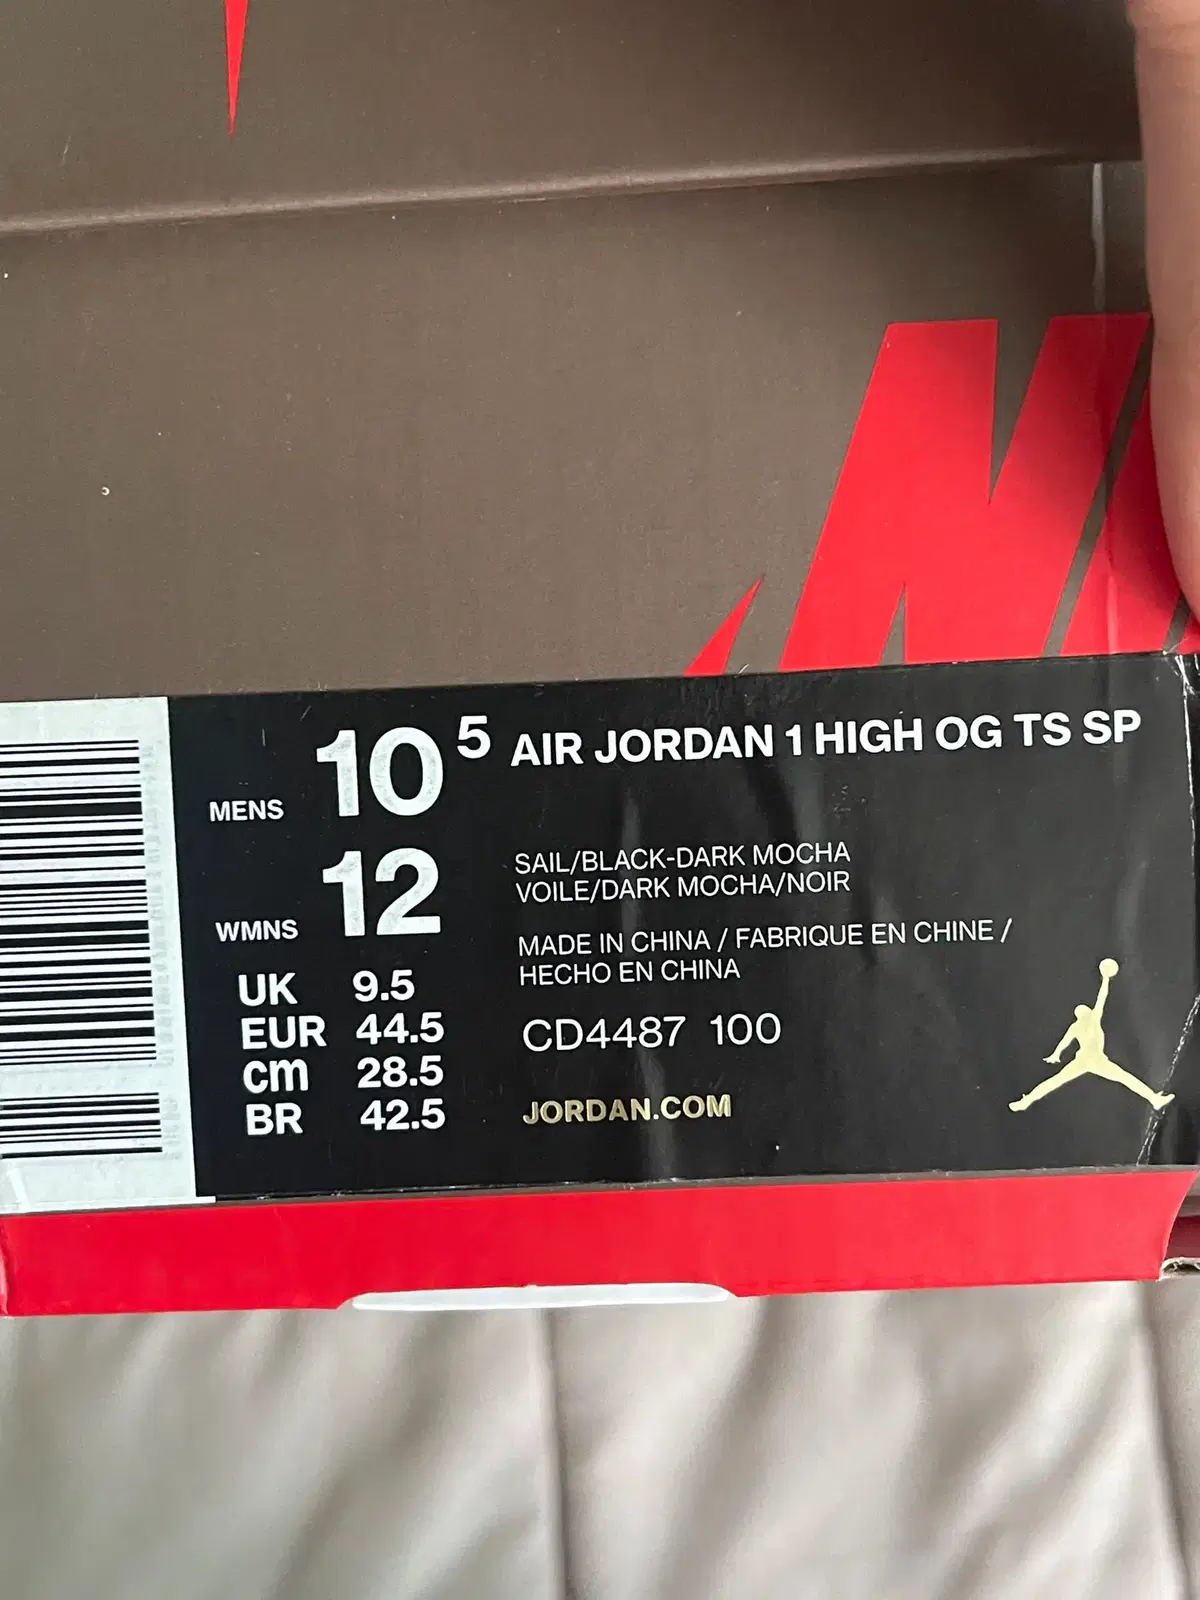 MENS 10 5
WMNS 12
UK 9.5
EUR 44.5
cm 28.5
BR 42.5
AIR JORDAN 1 HIGH OG TS SP
SAIL/BLACK-DARK MOCHA
VOILE/DARK MOCHA/NOIR
MADE IN CHINA / FABRIQUE EN CHINE /
HECHO EN CHINA
CD4487 100
JORDAN.COM